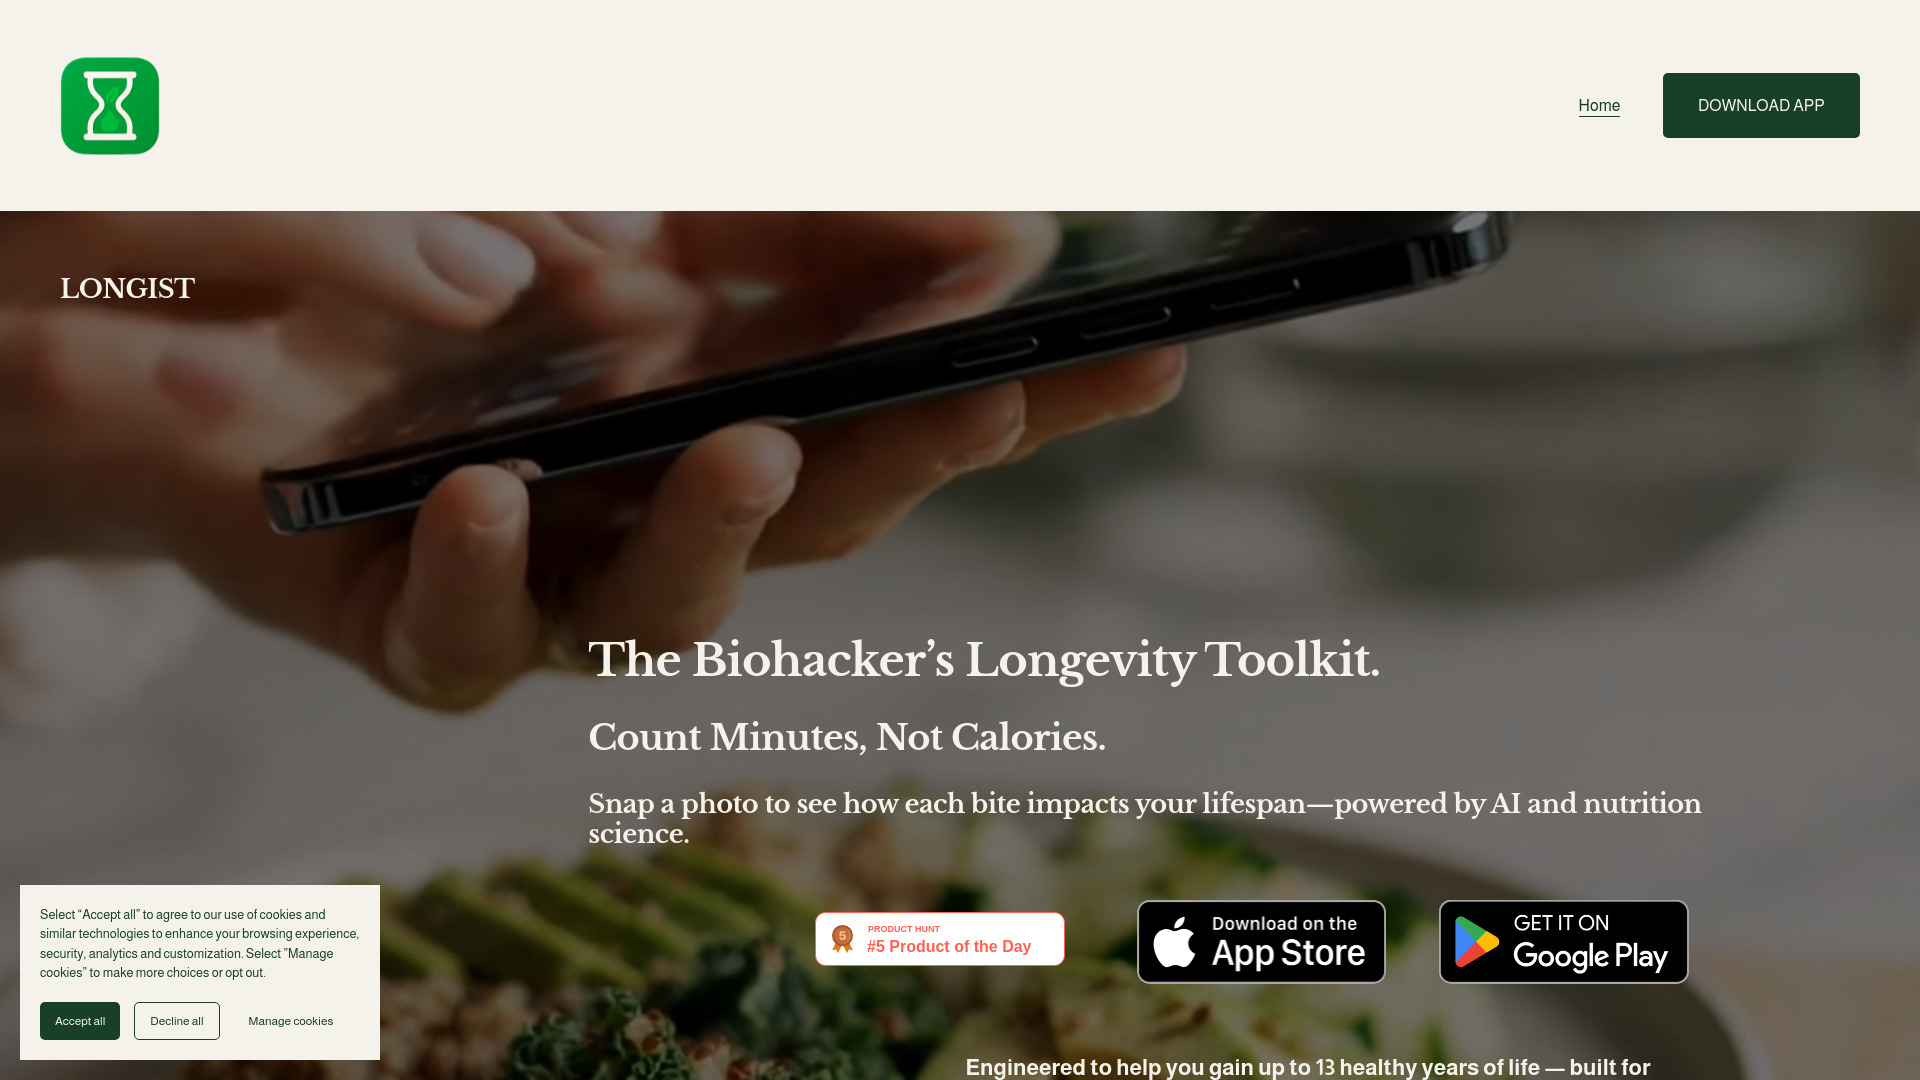 Home
DOWNLOAD APP
LONGIST
The Biohacker’s Longevity Toolkit.
Count Minutes, Not Calories.
Snap a photo to see how each bite impacts your lifespan—powered by AI and nutrition
science.
5
PRODUCT HUNT
#5 Product of the Day
Download on the
App Store
GET IT ON
Google Play
Engineered to help you gain up to 13 healthy years of life — built for
Select “Accept all” to agree to our use of cookies and
similar technologies to enhance your browsing experience,
security, analytics and customization. Select ”Manage
cookies” to make more choices or opt out.
Accept all
Decline all
Manage cookies